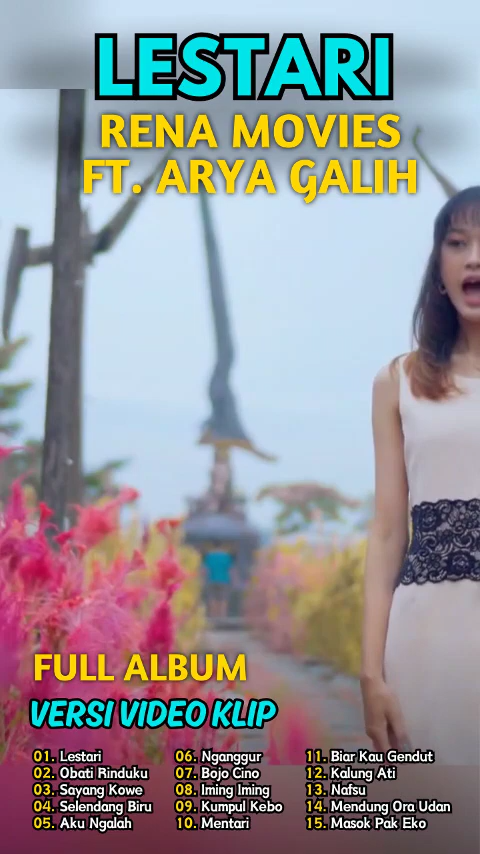 LESTARI
RENA MOVIES
FT. ARYA GALIH
FULL ALBUM
VERSI VIDEO KLIP
01. Lestari
02. Obati Rinduku
03. Sayang Kowe
04. Selendang Biru
05. Aku Ngalah
06. Nganggur
07. Bojo Cino
08. Iming Iming
09. Kumpul Kebo
10. Mentari
11. Biar Kau Gendut
12. Kalung Ati
13. Nafsu
14. Mendung Ora Udan
15. Masok Pak Eko